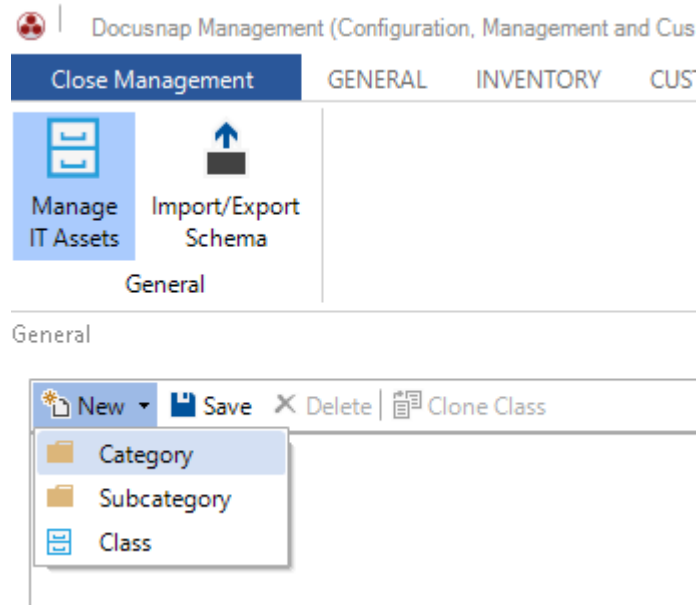 Docusnap Management (Configuration, Management and Cus
Close Management GENERAL INVENTORY CUST
Manage IT Assets
Import/Export Schema
General
General
New Save Delete Clone Class
Category
Subcategory
Class